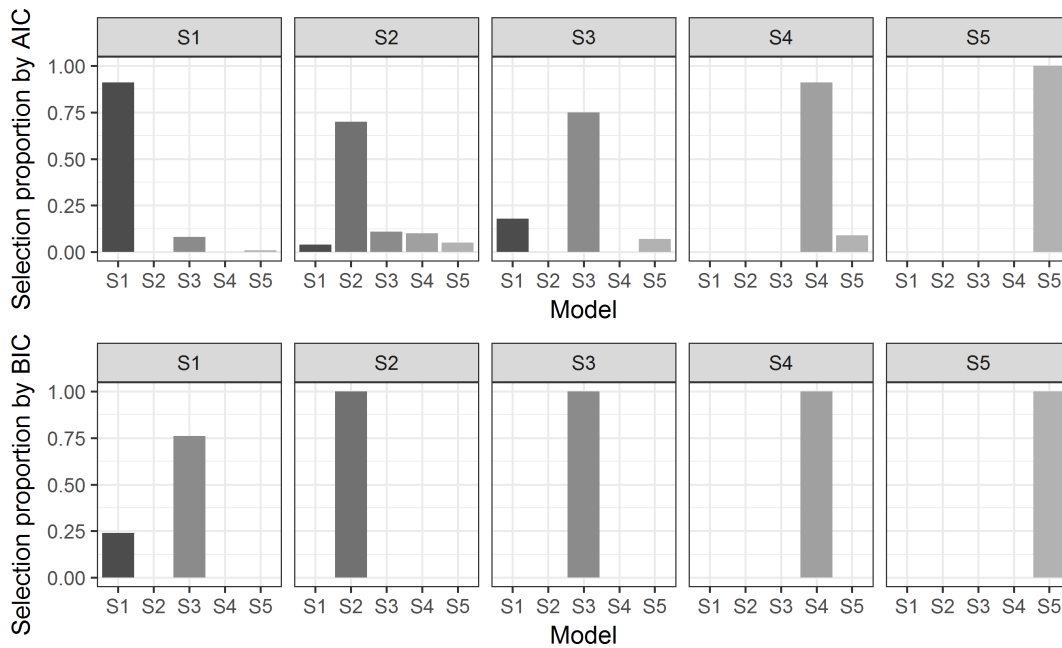 Selection proportion by AIC
S1 S2 S3 S4 S5
1.00
0.75
0.50
0.25
0.00
S1 S2 S3 S4 S5 S1 S2 S3 S4 S5 S1 S2 S3 S4 S5 S1 S2 S3 S4 S5 S1 S2 S3 S4 S5
Model
Selection proportion by BIC
S1 S2 S3 S4 S5
1.00
0.75
0.50
0.25
0.00
S1 S2 S3 S4 S5 S1 S2 S3 S4 S5 S1 S2 S3 S4 S5 S1 S2 S3 S4 S5 S1 S2 S3 S4 S5
Model